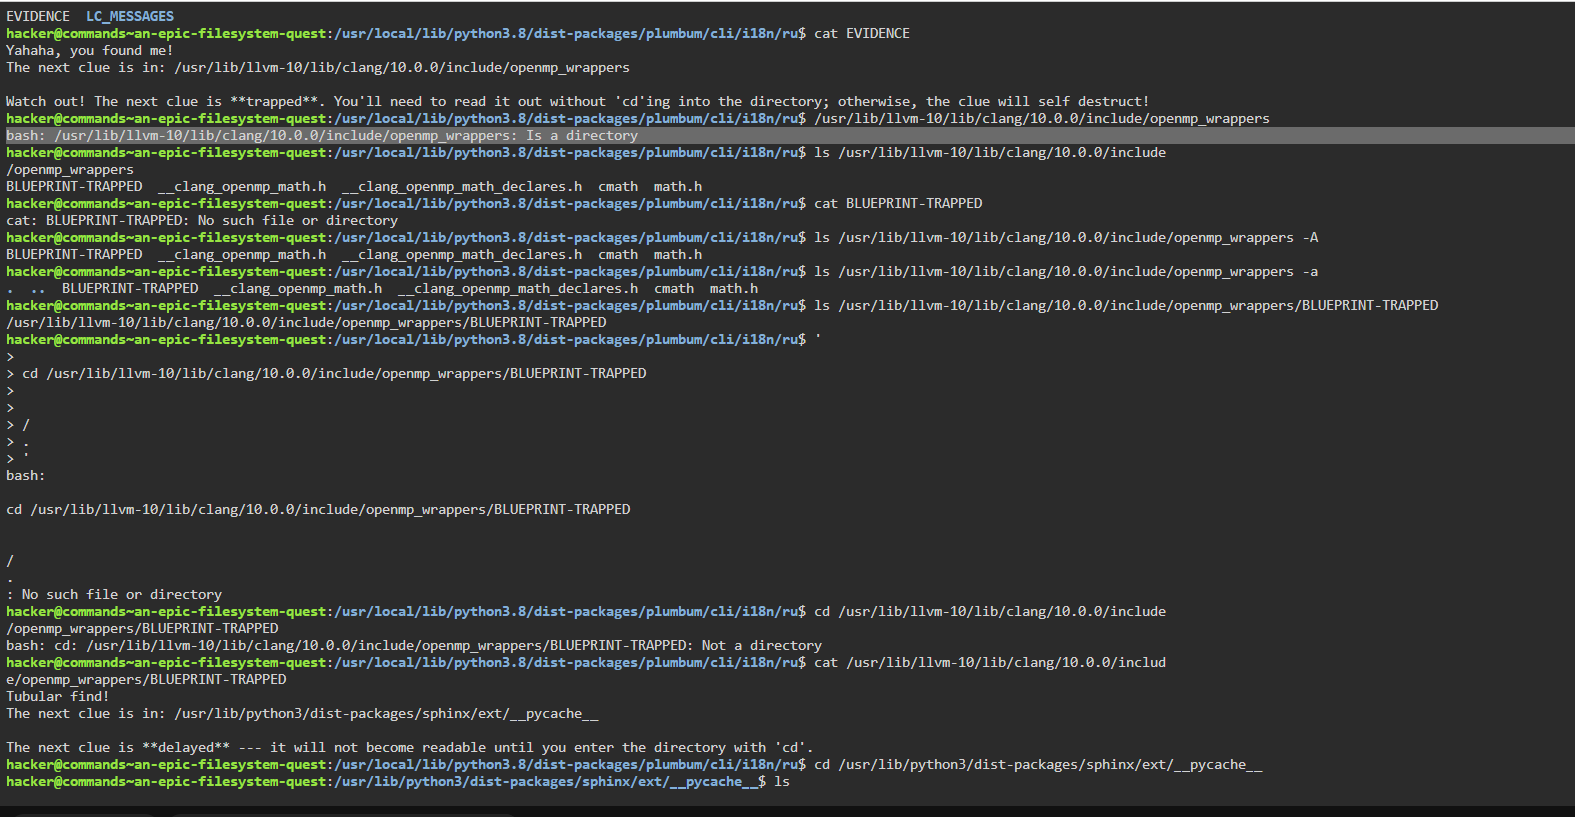 EVIDENCE  LC_MESSAGES
hacker@commands~an-epic-filesystem-quest:/usr/local/lib/python3.8/dist-packages/plumbum/cli/i18n/ru$ cat EVIDENCE
Yahaha, you found me!
The next clue is in: /usr/lib/llvm-10/lib/clang/10.0.0/include/openmp_wrappers
Watch out! The next clue is **trapped**. You'll need to read it out without 'cd'ing into the directory; otherwise, the clue will self destruct!
hacker@commands~an-epic-filesystem-quest:/usr/local/lib/python3.8/dist-packages/plumbum/cli/i18n/ru$ /usr/lib/llvm-10/lib/clang/10.0.0/include/openmp_wrappers
bash: /usr/lib/llvm-10/lib/clang/10.0.0/include/openmp_wrappers: Is a directory
hacker@commands~an-epic-filesystem-quest:/usr/local/lib/python3.8/dist-packages/plumbum/cli/i18n/ru$ ls /usr/lib/llvm-10/lib/clang/10.0.0/include
/openmp_wrappers
BLUEPRINT-TRAPPED  __clang_openmp_math.h  __clang_openmp_math_declares.h  cmath  math.h
hacker@commands~an-epic-filesystem-quest:/usr/local/lib/python3.8/dist-packages/plumbum/cli/i18n/ru$ cat BLUEPRINT-TRAPPED
cat: BLUEPRINT-TRAPPED: No such file or directory
hacker@commands~an-epic-filesystem-quest:/usr/local/lib/python3.8/dist-packages/plumbum/cli/i18n/ru$ ls /usr/lib/llvm-10/lib/clang/10.0.0/include/openmp_wrappers -A
BLUEPRINT-TRAPPED  __clang_openmp_math.h  __clang_openmp_math_declares.h  cmath  math.h
hacker@commands~an-epic-filesystem-quest:/usr/local/lib/python3.8/dist-packages/plumbum/cli/i18n/ru$ ls /usr/lib/llvm-10/lib/clang/10.0.0/include/openmp_wrappers -a
.  ..  BLUEPRINT-TRAPPED  __clang_openmp_math.h  __clang_openmp_math_declares.h  cmath  math.h
hacker@commands~an-epic-filesystem-quest:/usr/local/lib/python3.8/dist-packages/plumbum/cli/i18n/ru$ ls /usr/lib/llvm-10/lib/clang/10.0.0/include/openmp_wrappers/BLUEPRINT-TRAPPED
/usr/lib/llvm-10/lib/clang/10.0.0/include/openmp_wrappers/BLUEPRINT-TRAPPED
hacker@commands~an-epic-filesystem-quest:/usr/local/lib/python3.8/dist-packages/plumbum/cli/i18n/ru$ '
>
> cd /usr/lib/llvm-10/lib/clang/10.0.0/include/openmp_wrappers/BLUEPRINT-TRAPPED
>
>
> /
> .
> '
bash:
cd /usr/lib/llvm-10/lib/clang/10.0.0/include/openmp_wrappers/BLUEPRINT-TRAPPED
/
.
: No such file or directory
hacker@commands~an-epic-filesystem-quest:/usr/local/lib/python3.8/dist-packages/plumbum/cli/i18n/ru$ cd /usr/lib/llvm-10/lib/clang/10.0.0/include
/openmp_wrappers/BLUEPRINT-TRAPPED
bash: cd: /usr/lib/llvm-10/lib/clang/10.0.0/include/openmp_wrappers/BLUEPRINT-TRAPPED: Not a directory
hacker@commands~an-epic-filesystem-quest:/usr/local/lib/python3.8/dist-packages/plumbum/cli/i18n/ru$ cat /usr/lib/llvm-10/lib/clang/10.0.0/includ
e/openmp_wrappers/BLUEPRINT-TRAPPED
Tubular find!
The next clue is in: /usr/lib/python3/dist-packages/sphinx/ext/__pycache__
The next clue is **delayed** --- it will not become readable until you enter the directory with 'cd'.
hacker@commands~an-epic-filesystem-quest:/usr/local/lib/python3.8/dist-packages/plumbum/cli/i18n/ru$ cd /usr/lib/python3/dist-packages/sphinx/ext/__pycache__
hacker@commands~an-epic-filesystem-quest:/usr/lib/python3/dist-packages/sphinx/ext/__pycache__$ ls